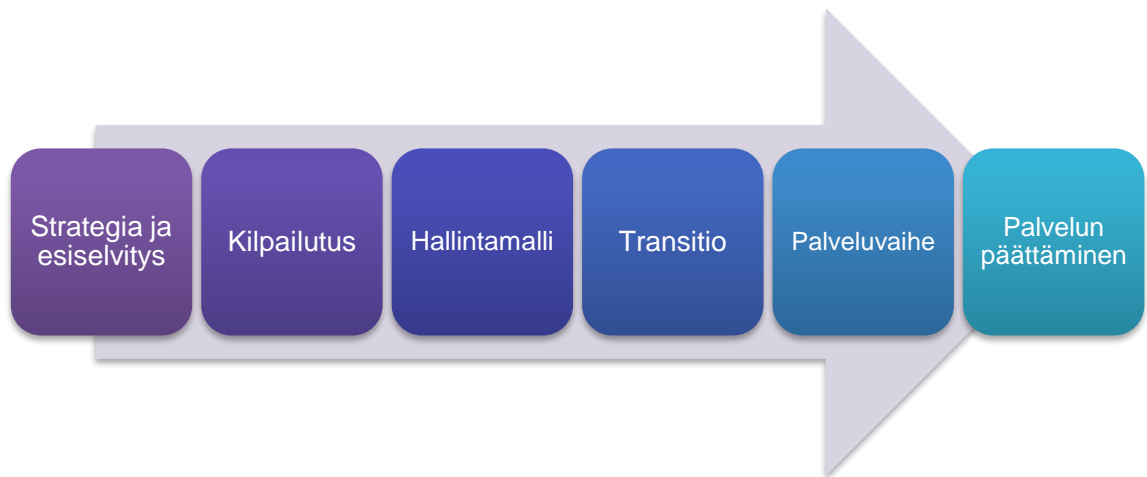 Strategia ja
esiselvitys
Kilpailutus
Hallintamalli
Transitio
Palveluvaihe
Palvelun
päättäminen